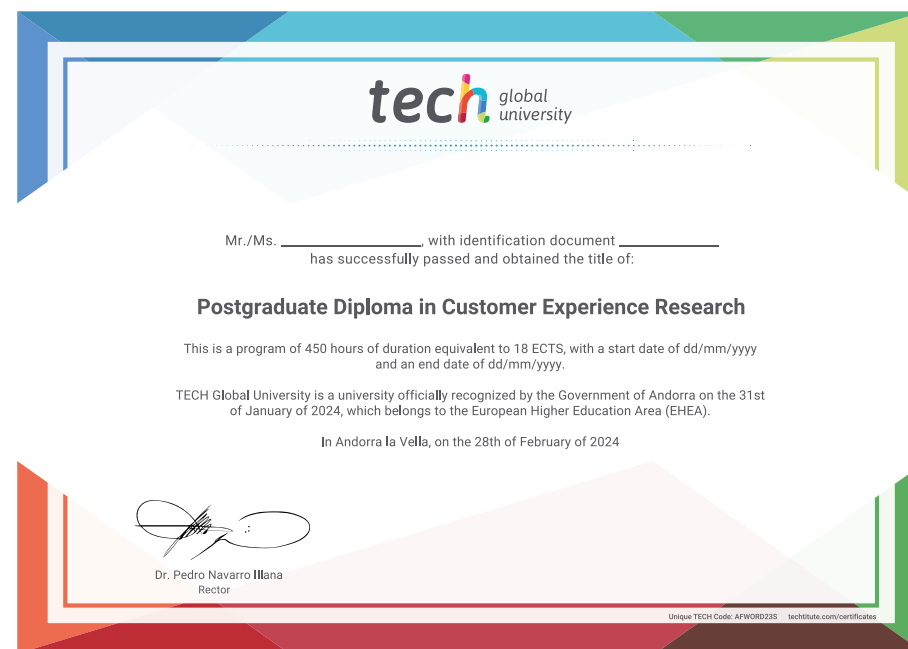 tech global
university
Mr./Ms. ____________________, with identification document ______________
has successfully passed and obtained the title of:
Postgraduate Diploma in Customer Experience Research
This is a program of 450 hours of duration equivalent to 18 ECTS, with a start date of dd/mm/yyyy
and an end date of dd/mm/yyyy.
TECH Global University is a university officially recognized by the Government of Andorra on the 31st
of January of 2024, which belongs to the European Higher Education Area (EHEA).
In Andorra la Vella, on the 28th of February of 2024
Dr. Pedro Navarro Illana
Rector
Unique TECH Code: AFWORD23S techtitute.com/certificates